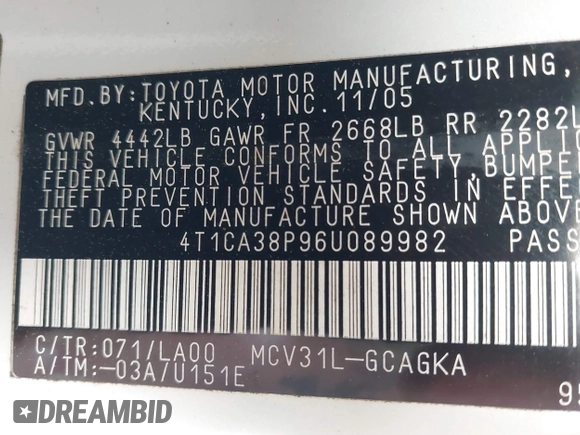 MFD.BY:TOYOTA MOTOR MANUFACTURING,
KENTUCKY,INC.11/05
GVWR 4442LB GAWR FR 2668LB RR 2282L
THIS VEHICLE CONFORMS TO ALL APPLIC
FEDERAL MOTOR VEHICLE SAFETY,BUMPE
THEFT PREVENTION STANDARDS IN EFFE
THE DATE OF MANUFACTURE SHOWN ABOVE
4T1CA38P96U089982 PASS
C/TR:071/LA00 MCV31L-GCAGKA
A/TM:-03A/U151E
DREAMBID